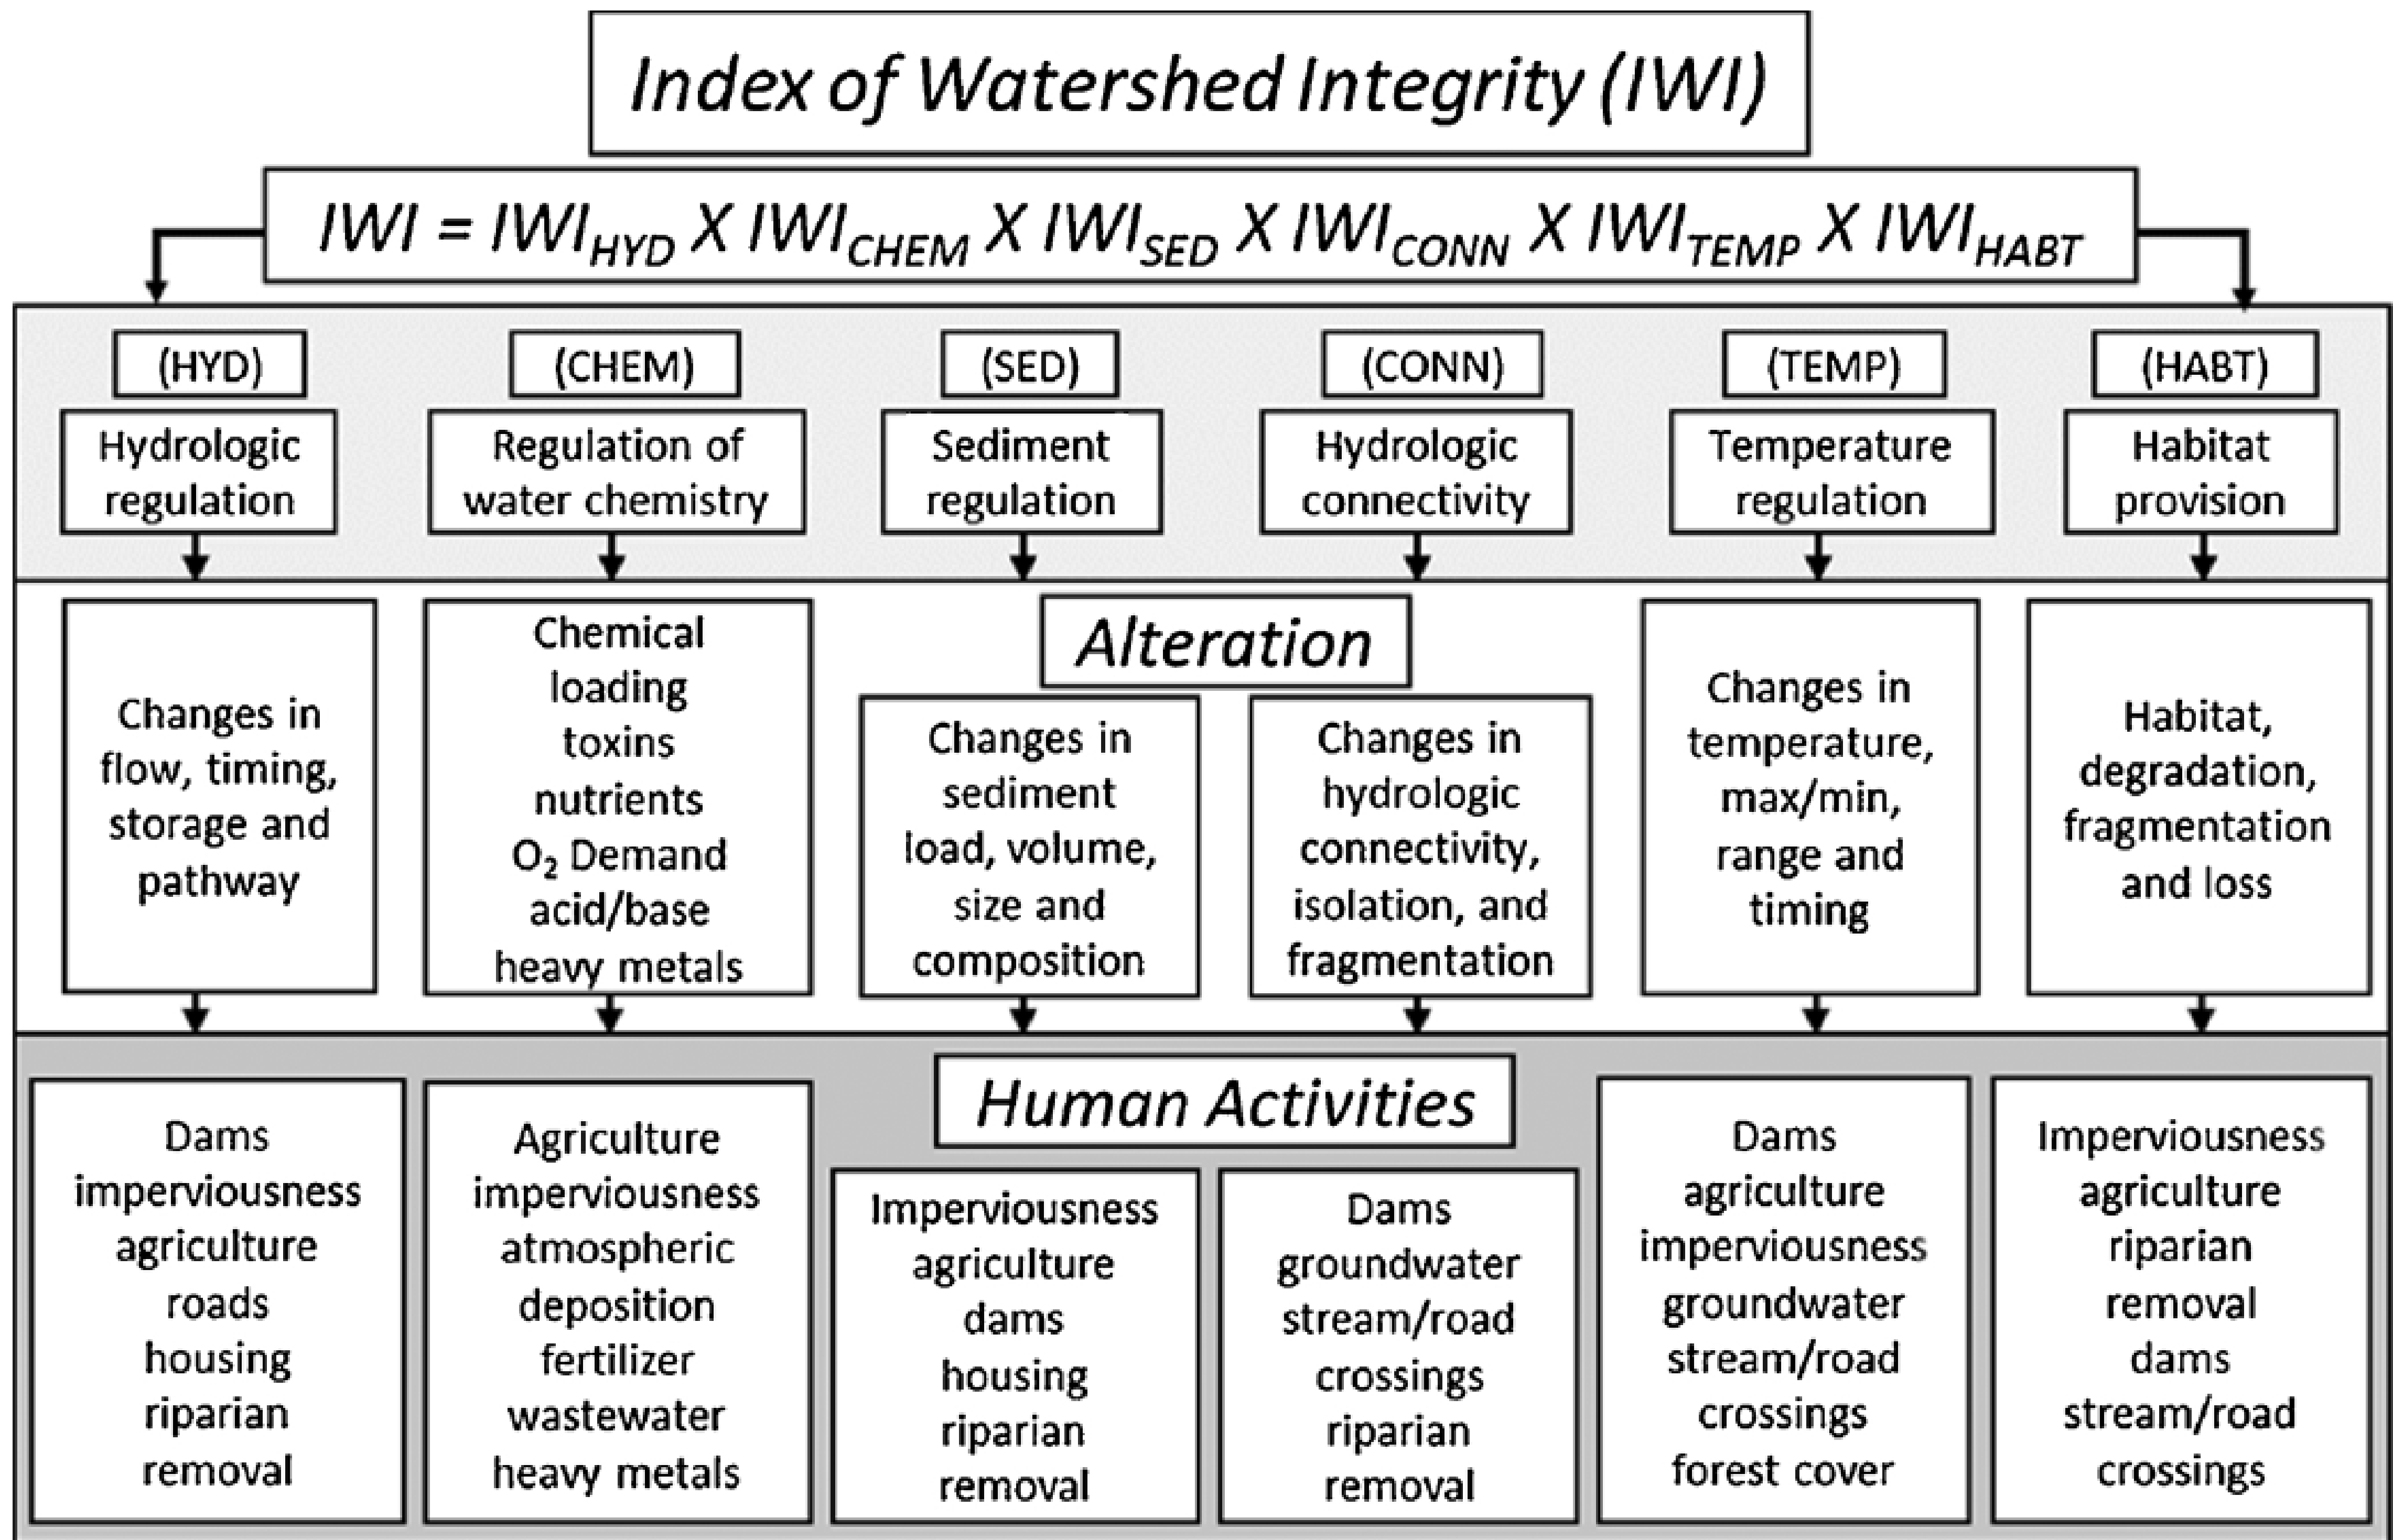 Index of Watershed Integrity (IWI)
IWI = IWI_HYD X IWI_CHEM X IWI_SED X IWI_CONN X IWI_TEMP X IWI_HABT
(HYD)
Hydrologic
regulation
(CHEM)
Regulation of
water chemistry
(SED)
Sediment
regulation
(CONN)
Hydrologic
connectivity
(TEMP)
Temperature
regulation
(HABT)
Habitat
provision
Alteration
Changes in
flow, timing,
storage and
pathway
Chemical
loading
toxins
nutrients
O₂ Demand
acid/base
heavy metals
Changes in
sediment
load, volume,
size and
composition
Changes in
hydrologic
connectivity,
isolation, and
fragmentation
Changes in
temperature,
max/min,
range and
timing
Habitat,
degradation,
fragmentation
and loss
Human Activities
Dams
imperviousness
agriculture
roads
housing
riparian
removal
Agriculture
imperviousness
atmospheric
deposition
fertilizer
wastewater
heavy metals
Imperviousness
agriculture
dams
housing
riparian
removal
Dams
groundwater
stream/road
crossings
riparian
removal
Dams
agriculture
imperviousness
groundwater
stream/road
crossings
forest cover
Imperviousness
agriculture
riparian
removal
dams
stream/road
crossings